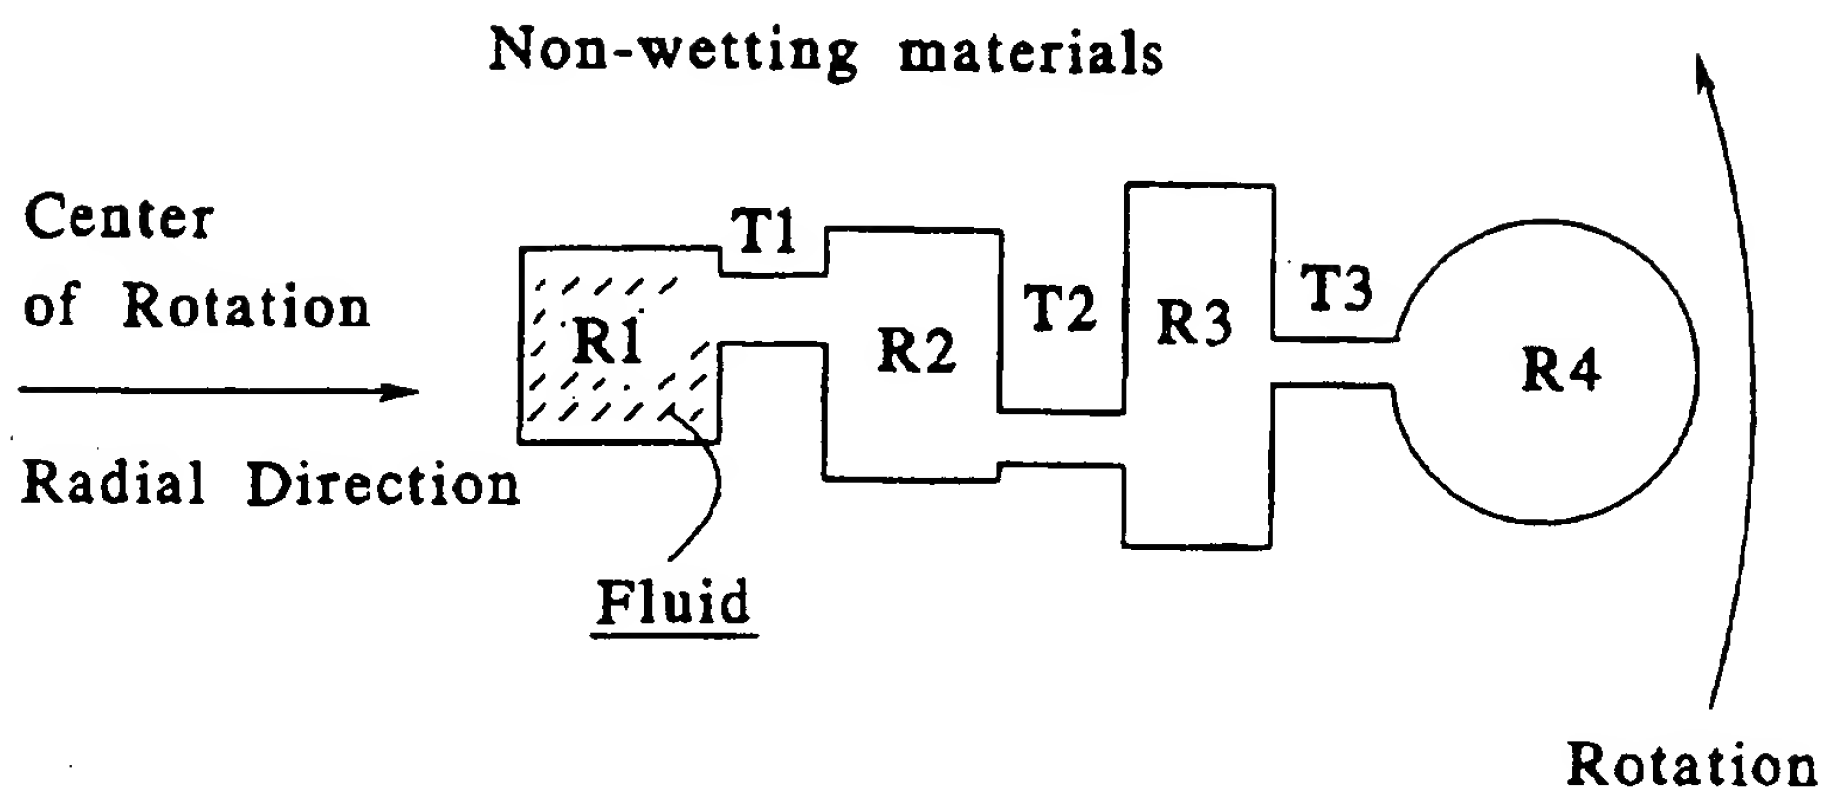 Non-wetting materials
Center
of Rotation
Radial Direction
T1
R1
R2
T2
R3
T3
R4
Fluid
Rotation